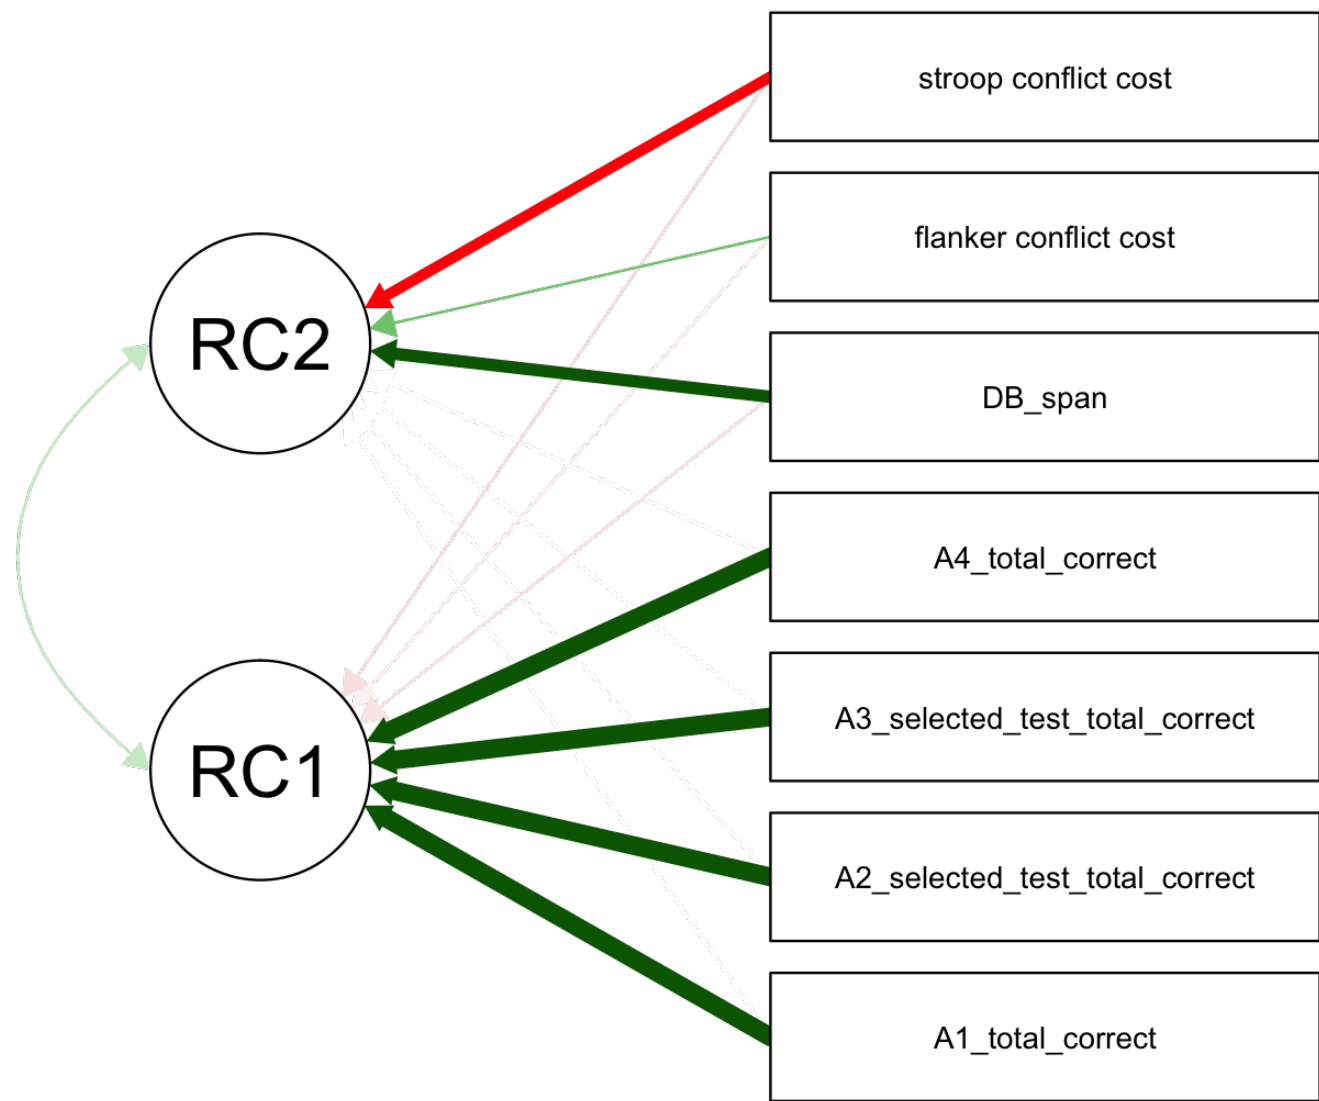 stroop conflict cost
flanker conflict cost
RC2
DB_span
A4_total_correct
A3_selected_test_total_correct
RC1
A2_selected_test_total_correct
A1_total_correct